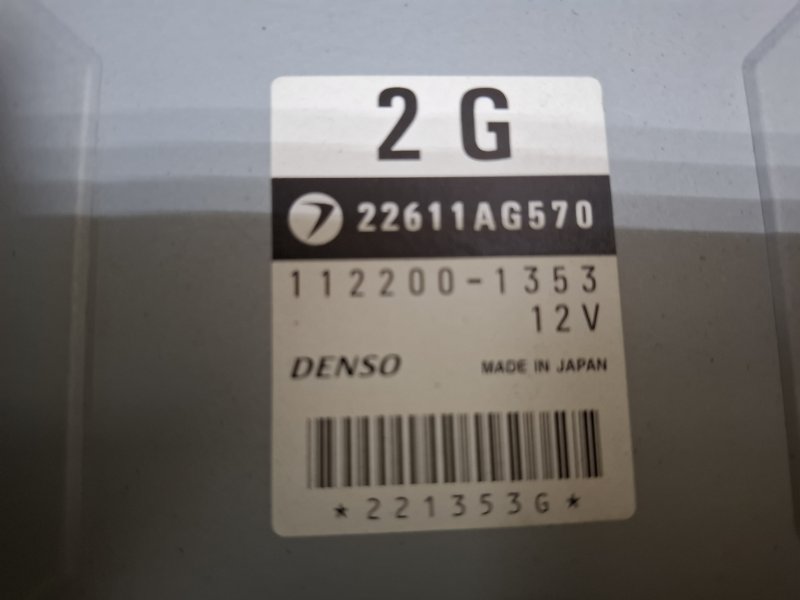 2 G
22611AG570
112200-1353
12V
DENSO MADE IN JAPAN
*221353G*